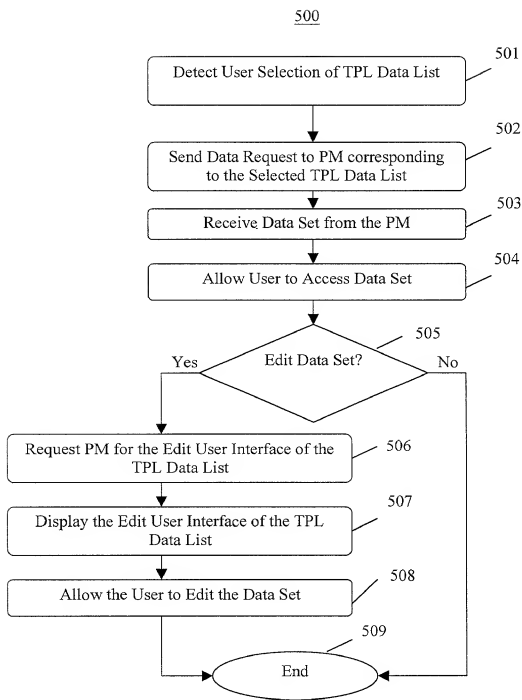 500
501
Detect User Selection of TPL Data List
502
Send Data Request to PM corresponding
to the Selected TPL Data List
503
Receive Data Set from the PM
504
Allow User to Access Data Set
505
Edit Data Set?
Yes
No
506
Request PM for the Edit User Interface of the
TPL Data List
507
Display the Edit User Interface of the TPL
Data List
508
Allow the User to Edit the Data Set
509
End